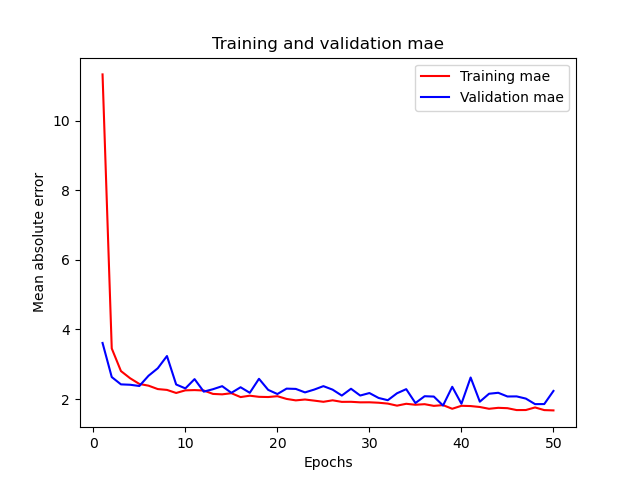 Training and validation mae
Training mae
Validation mae
Mean absolute error
10
8
6
4
2
0
10
20
30
40
50
Epochs